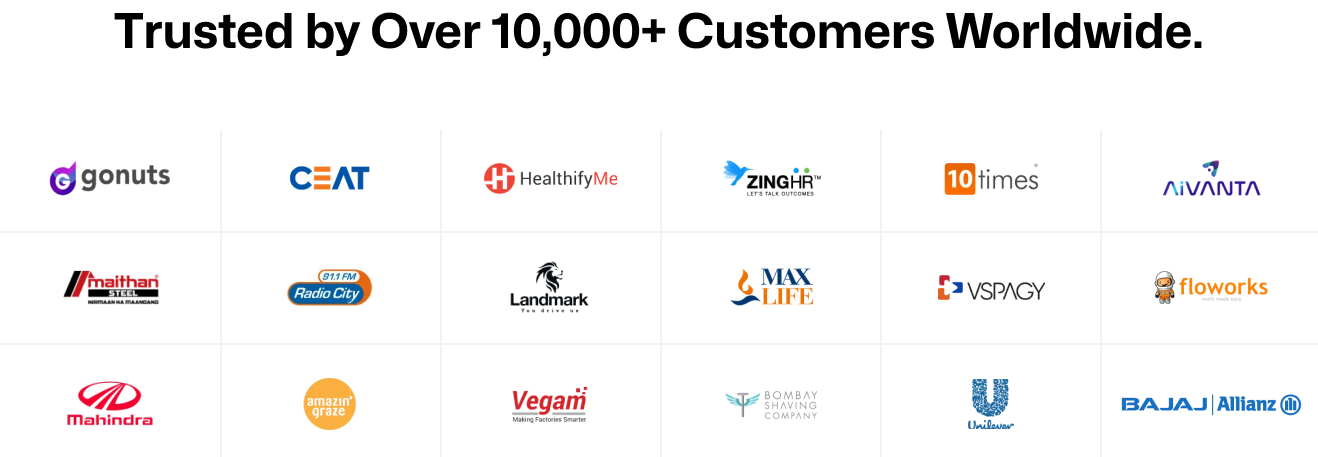 Trusted by Over 10,000+ Customers Worldwide.
G gonuts
CEAT
H HealthifyMe
ZINGHR™
LET'S TALK OUTCOMES
10times
AiVANTA
maithan
STEEL
NIRMAAN KA MAANDAND
91.1 FM
Radio City
Landmark
You drive us
MAX
LIFE
VSPAGY
floworks
work made easy
Mahindra
amazin'
graze
Vegam
Making Factories Smarter
BOMBAY
SHAVING
COMPANY
U
Unilever
BAJAJ | Allianz